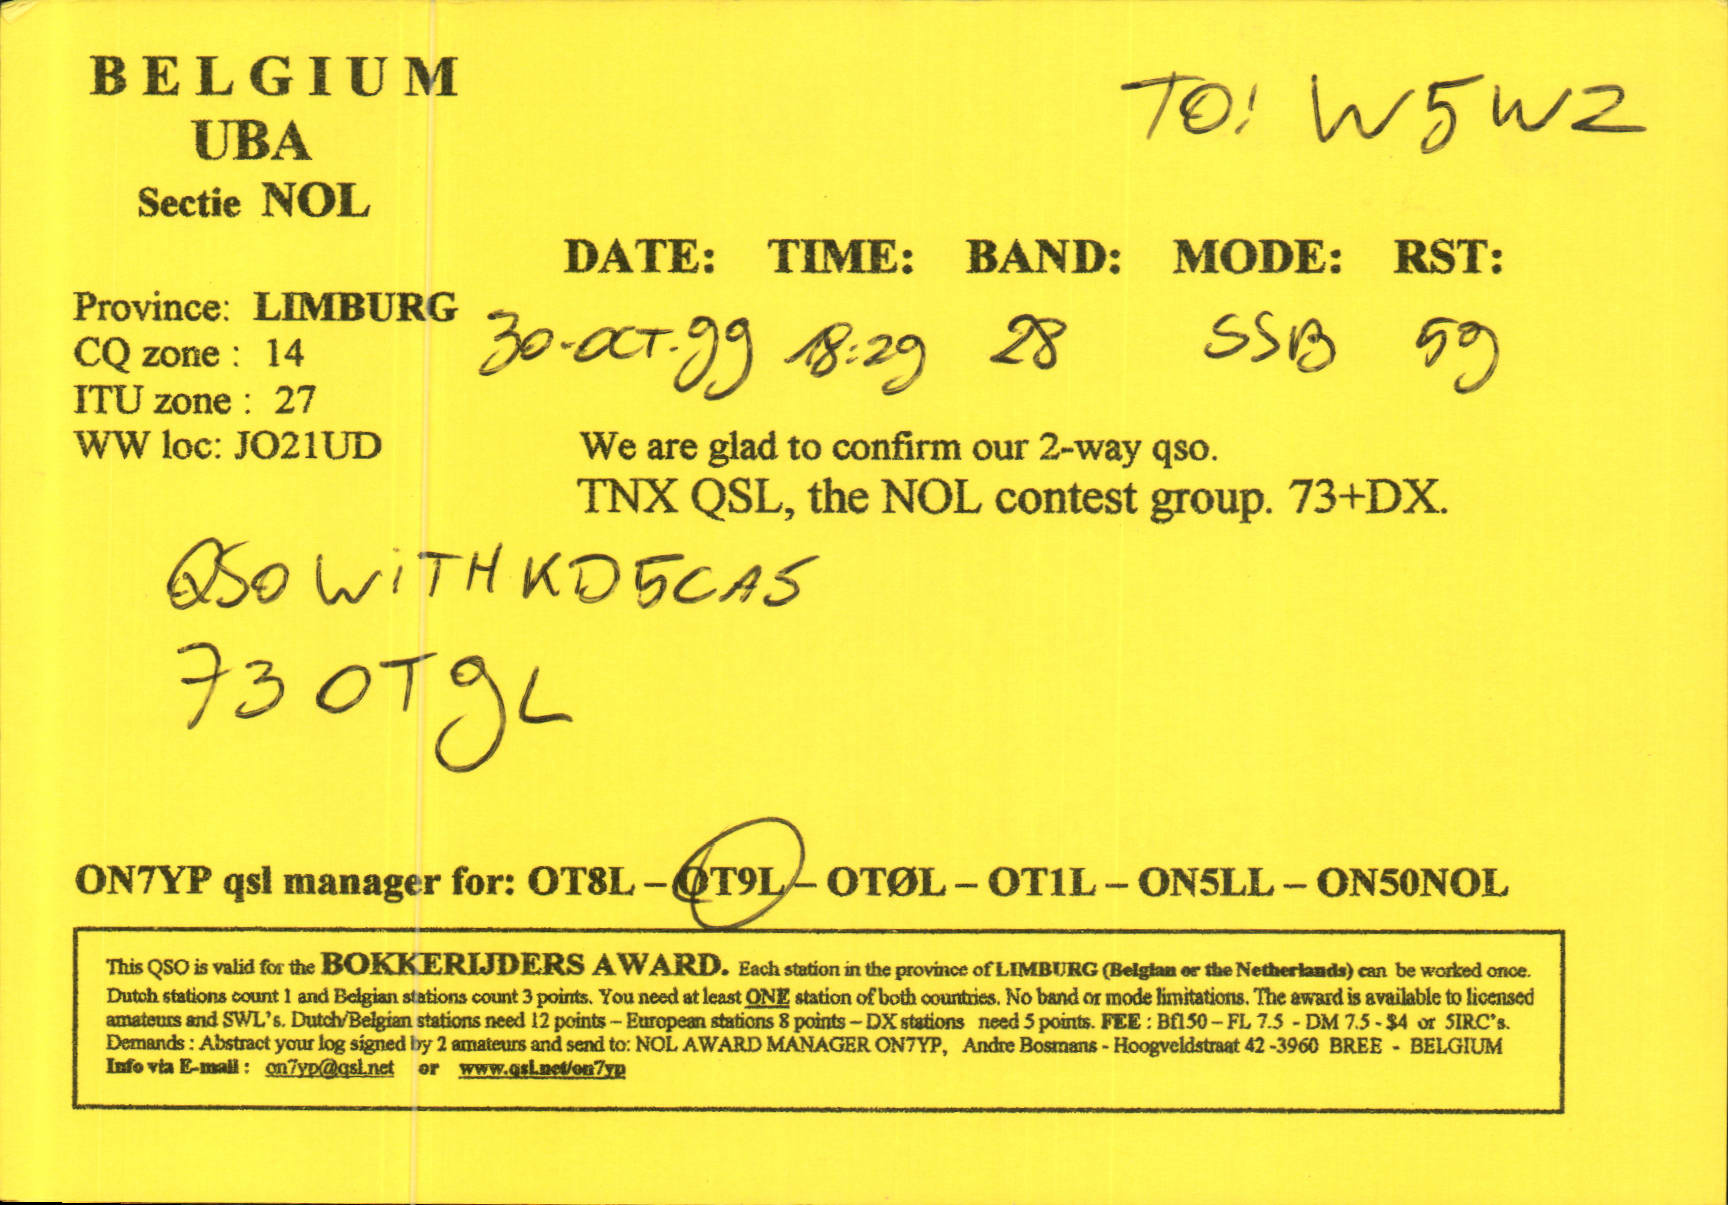 BELGIUM
UBA
Sectie NOL
TO! W5WZ
DATE: TIME: BAND: MODE: RST:
30-OCT-99 18:29 28 SSB 59
Province: LIMBURG
CQ zone : 14
ITU zone : 27
WW loc: JO21UD
We are glad to confirm our 2-way qso.
TNX QSL, the NOL contest group. 73+DX.
QSO WITH KD5CAS
73 OT9L
ON7YP qsl manager for: OT8L – OT9L – OTØL – OT1L – ON5LL – ON50NOL
This QSO is valid for the BOKKERIJDERS AWARD. Each station in the province of LIMBURG (Belgian or the Netherlands) can be worked once.
Dutch stations count 1 and Belgian stations count 3 points. You need at least ONE station of both countries. No band or mode limitations. The award is available to licensed
amateurs and SWL's. Dutch/Belgian stations need 12 points – European stations 8 points – DX stations need 5 points. FEE : Bf150 – FL 7.5 - DM 7.5 - $4 or 5IRC's.
Demands : Abstract your log signed by 2 amateurs and send to: NOL AWARD MANAGER ON7YP, Andre Bosmans - Hoogveldstraat 42 -3960 BREE - BELGIUM
Info via E-mail : on7yp@qsl.net or www.qsl.net/on7yp